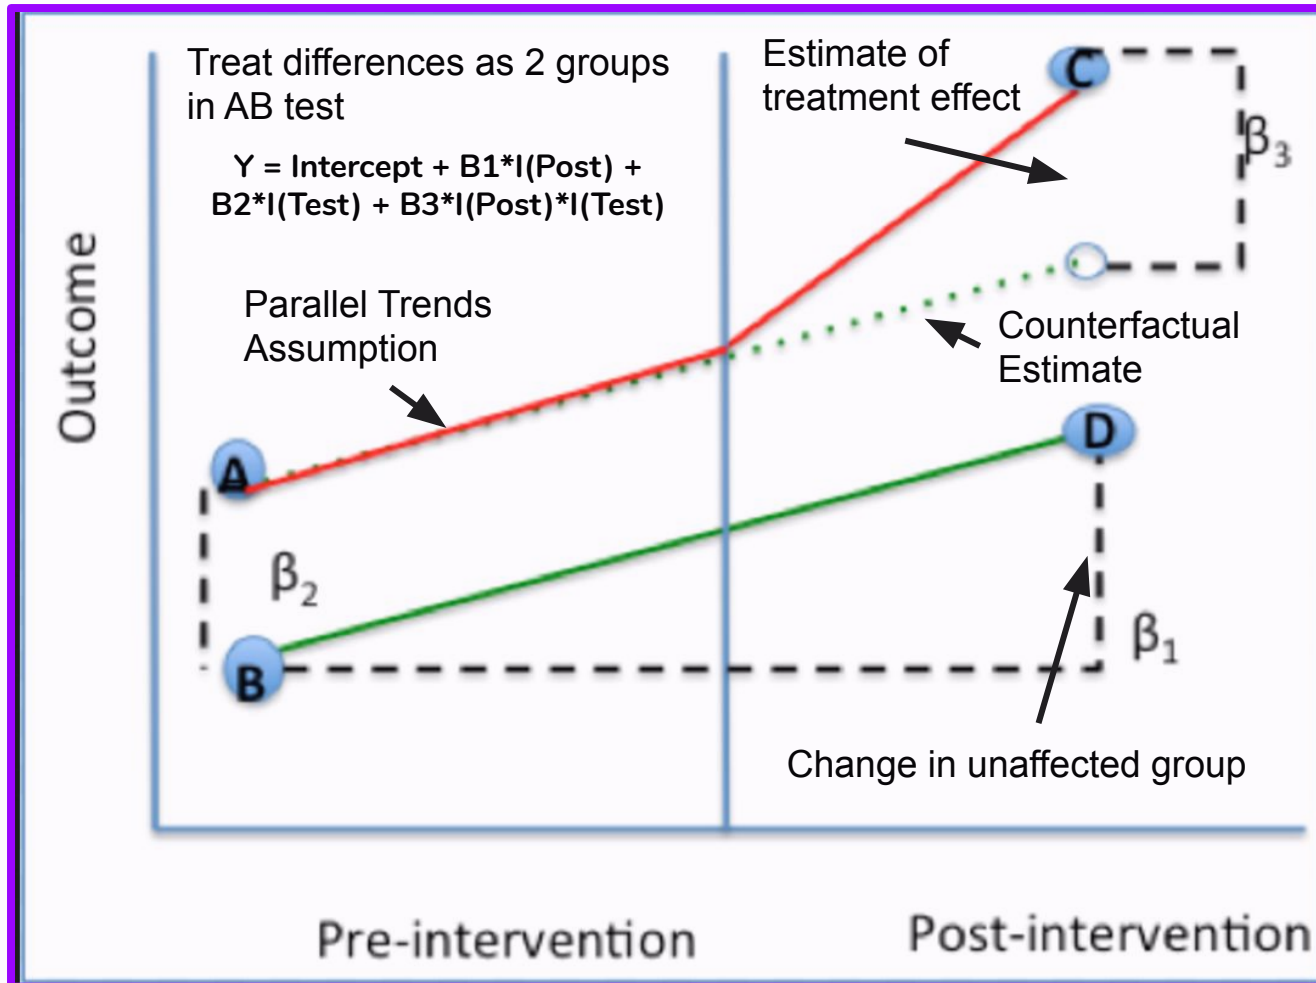 Treat differences as 2 groups
in AB test
Y = Intercept + B1*I(Post) +
B2*I(Test) + B3*I(Post)*I(Test)
Estimate of
treatment effect
C
β₃
Parallel Trends
Assumption
Counterfactual
Estimate
Outcome
A
D
β₂
B
β₁
Change in unaffected group
Pre-intervention
Post-intervention